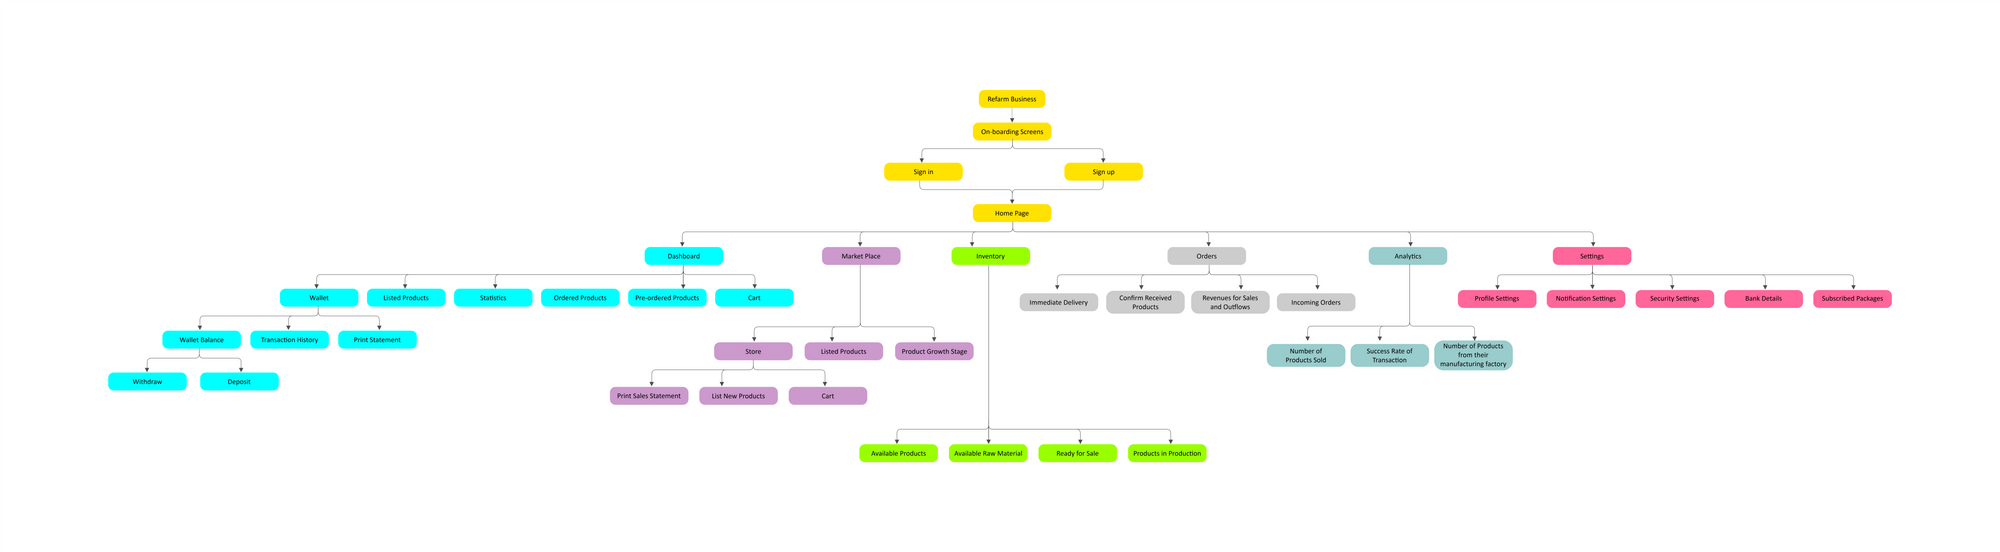 Refarm Business
On-boarding Screens
Sign in
Sign up
Home Page
Dashboard
Market Place
Inventory
Orders
Analytics
Settings
Wallet
Listed Products
Statistics
Ordered Products
Pre-ordered Products
Cart
Immediate Delivery
Confirm Received
Products
Revenues for Sales
and Outflows
Incoming Orders
Profile Settings
Notification Settings
Security Settings
Bank Details
Subscribed Packages
Wallet Balance
Transaction History
Print Statement
Store
Listed Products
Product Growth Stage
Number of
Products Sold
Success Rate of
Transaction
Number of Products
from their
manufacturing factory
Withdraw
Deposit
Print Sales Statement
List New Products
Cart
Available Products
Available Raw Material
Ready for Sale
Products in Production